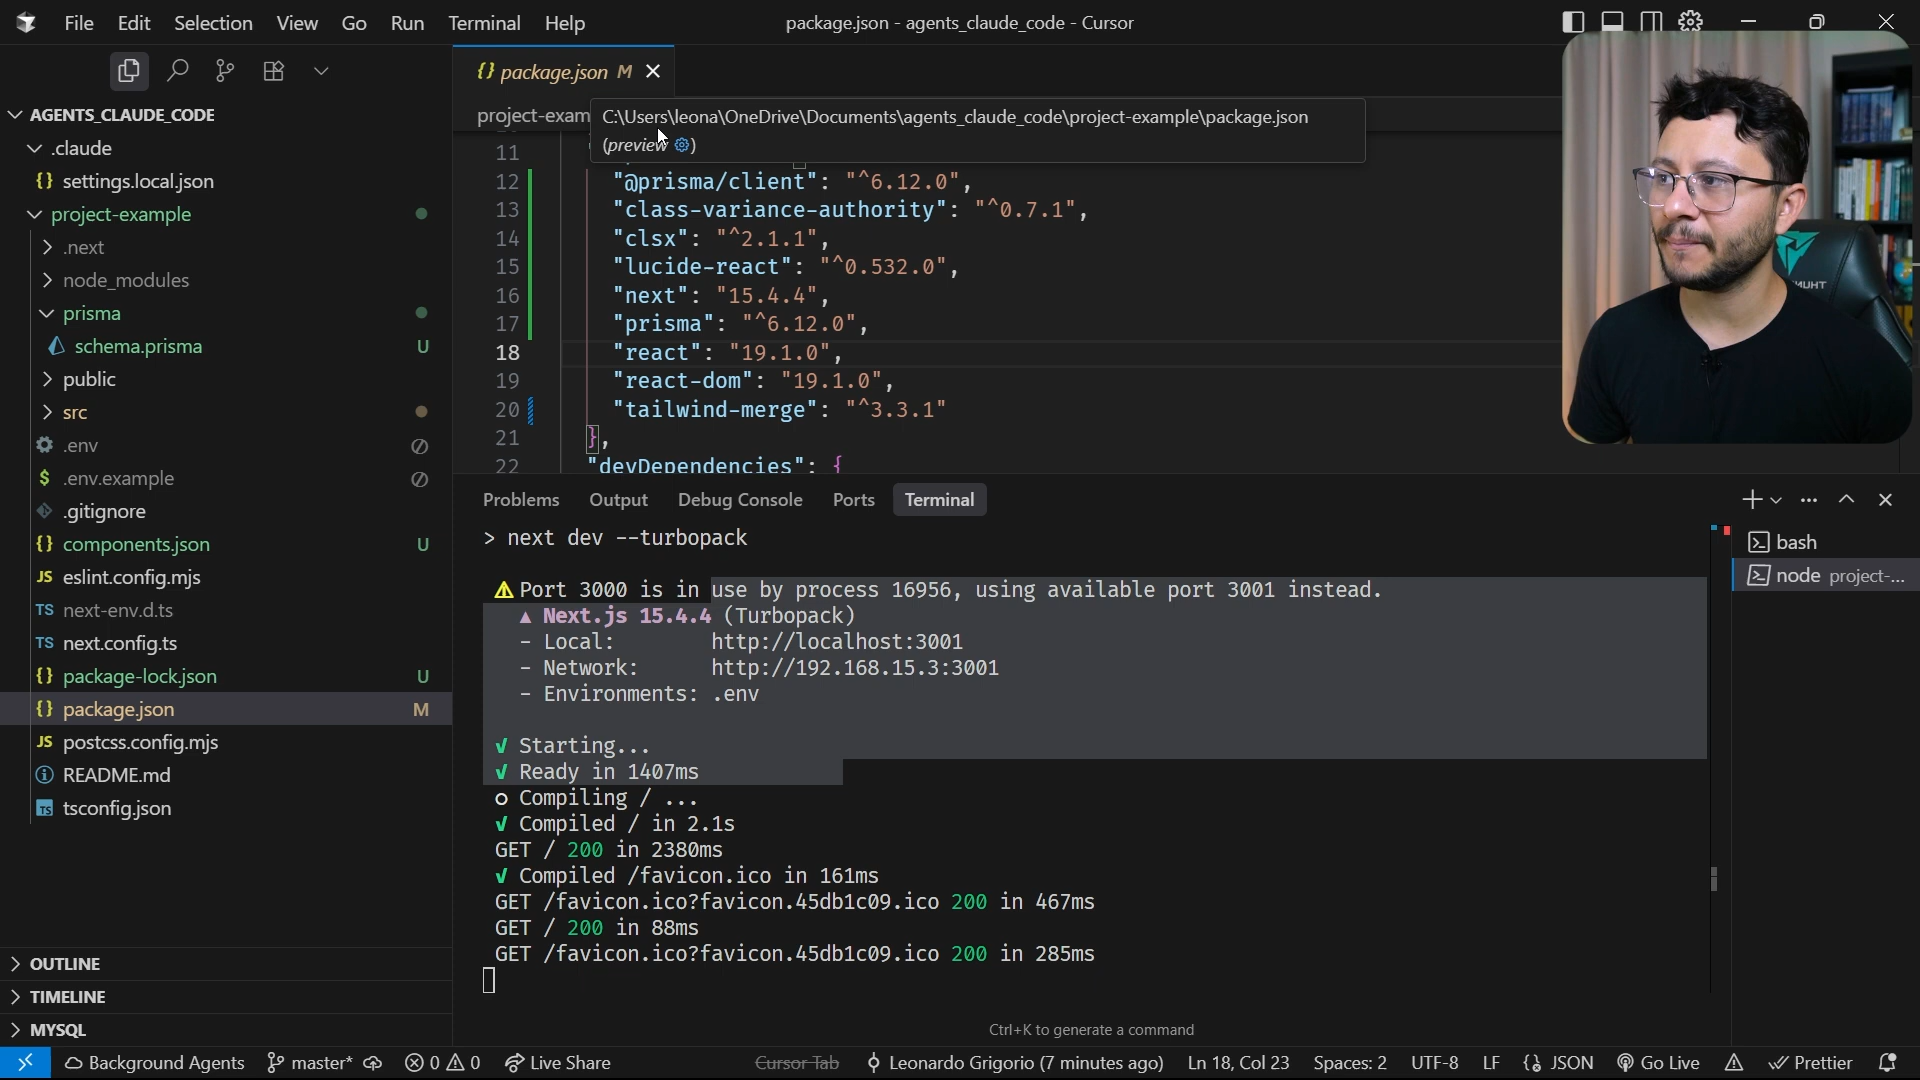 File Edit Selection View Go Run Terminal Help
package.json - agents_claude_code - Cursor
AGENTS_CLAUDE_CODE
.claude
{} settings.local.json
project-example
.next
node_modules
prisma
schema.prisma U
public
src
.env
$ .env.example
.gitignore
{} components.json U
JS eslint.config.mjs
TS next-env.d.ts
TS next.config.ts
{} package-lock.json U
{} package.json M
JS postcss.config.mjs
README.md
TS tsconfig.json
OUTLINE
TIMELINE
MYSQL
{} package.json M
project-exam
C:\Users\leona\OneDrive\Documents\agents_claude_code\project-example\package.json
(preview)
11
12 "@prisma/client": "^6.12.0",
13 "class-variance-authority": "^0.7.1",
14 "clsx": "^2.1.1",
15 "lucide-react": "^0.532.0",
16 "next": "15.4.4",
17 "prisma": "^6.12.0",
18 "react": "19.1.0",
19 "react-dom": "19.1.0",
20 "tailwind-merge": "^3.3.1"
21 },
22 "devDependencies": {
Problems Output Debug Console Ports Terminal
> next dev --turbopack
Port 3000 is in use by process 16956, using available port 3001 instead.
▲ Next.js 15.4.4 (Turbopack)
- Local: http://localhost:3001
- Network: http://192.168.15.3:3001
- Environments: .env
√ Starting...
√ Ready in 1407ms
○ Compiling / ...
√ Compiled / in 2.1s
GET / 200 in 2380ms
√ Compiled /favicon.ico in 161ms
GET /favicon.ico?favicon.45db1c09.ico 200 in 467ms
GET / 200 in 88ms
GET /favicon.ico?favicon.45db1c09.ico 200 in 285ms
Ctrl+K to generate a command
bash
node project-...
Background Agents master* 0 0 Live Share Cursor Tab Leonardo Grigorio (7 minutes ago) Ln 18, Col 23 Spaces: 2 UTF-8 LF {} JSON Go Live Prettier